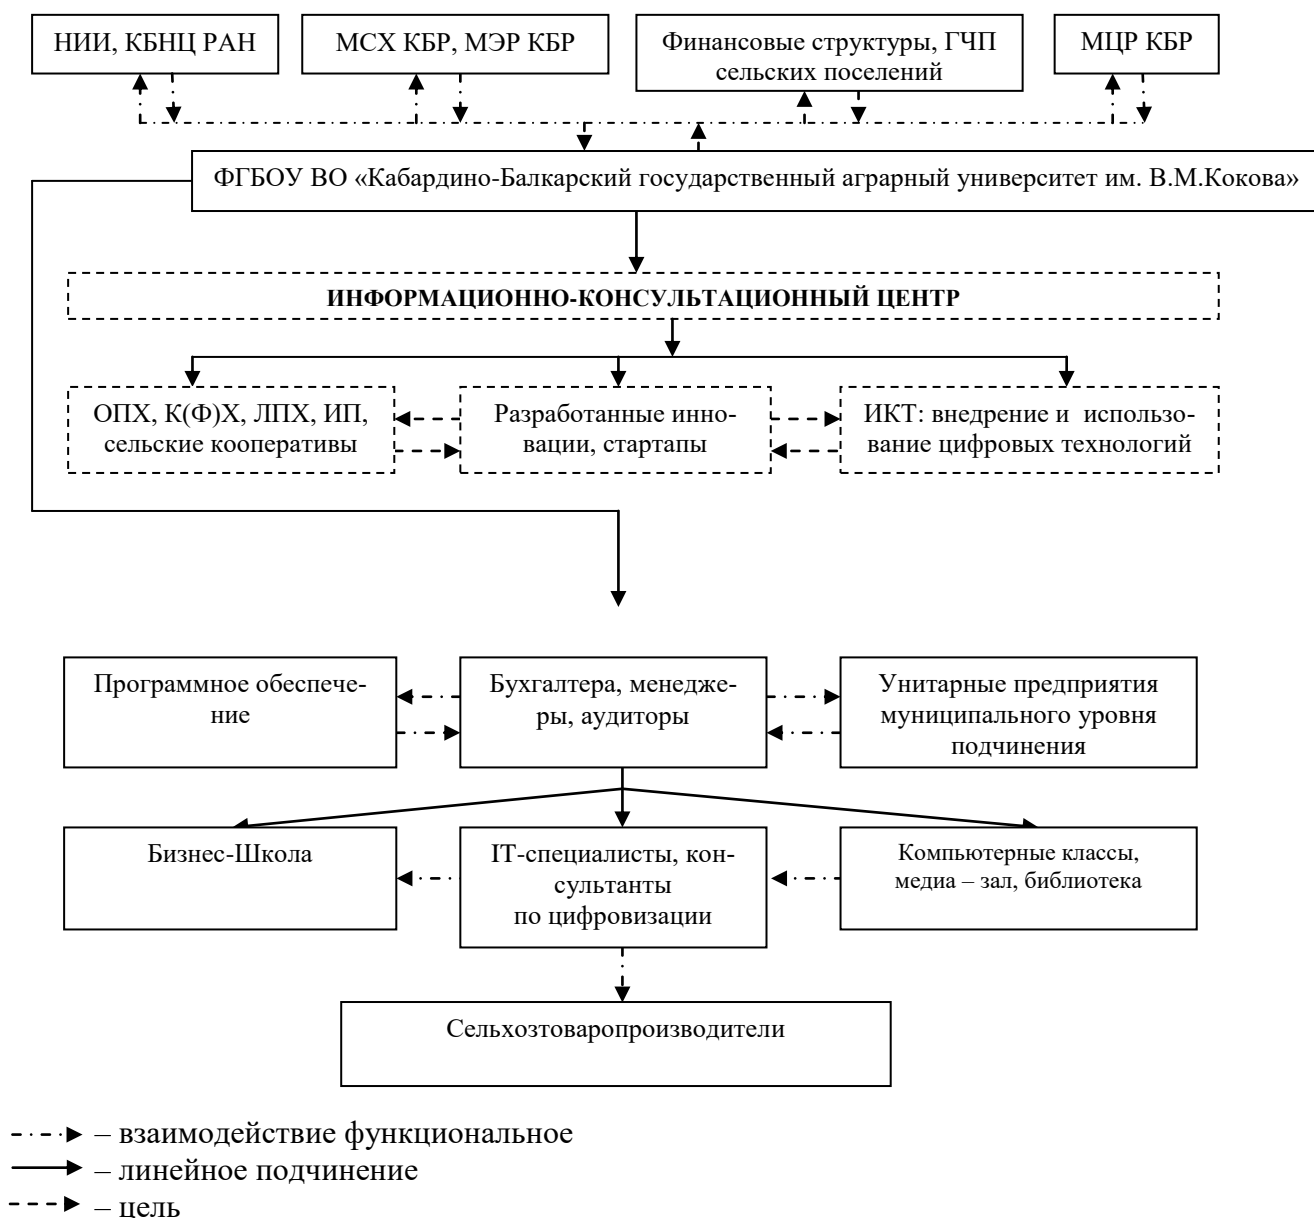 НИИ, КБНЦ РАН
МСХ КБР, МЭР КБР
Финансовые структуры, ГЧП
сельских поселений
МЦР КБР
ФГБОУ ВО «Кабардино-Балкарский государственный аграрный университет им. В.М.Кокова»
ИНФОРМАЦИОННО-КОНСУЛЬТАЦИОННЫЙ ЦЕНТР
ОПХ, К(Ф)Х, ЛПХ, ИП,
сельские кооперативы
Разработанные инно-
вации, стартапы
ИКТ: внедрение и использо-
вание цифровых технологий
Программное обеспече-
ние
Бухгалтера, менедже-
ры, аудиторы
Унитарные предприятия
муниципального уровня
подчинения
Бизнес-Школа
IT-специалисты, кон-
сультанты
по цифровизации
Компьютерные классы,
медиа – зал, библиотека
Сельхозтоваропроизводители
– взаимодействие функциональное
– линейное подчинение
– цель